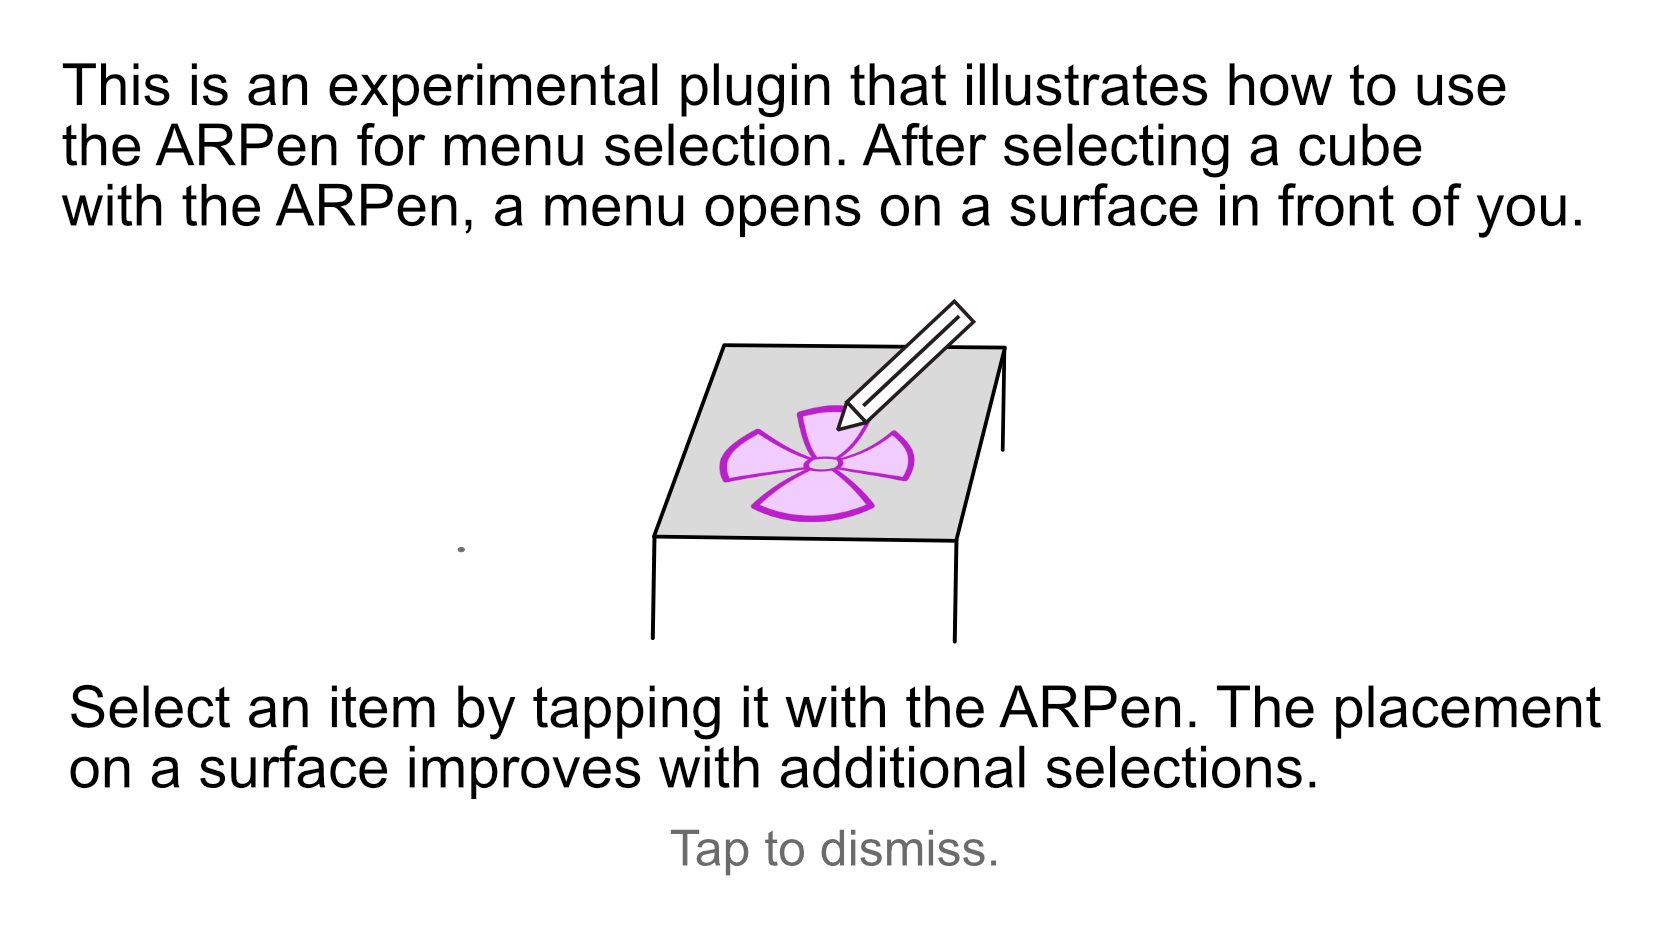 This is an experimental plugin that illustrates how to use
the ARPen for menu selection. After selecting a cube
with the ARPen, a menu opens on a surface in front of you.
Select an item by tapping it with the ARPen. The placement
on a surface improves with additional selections.
Tap to dismiss.